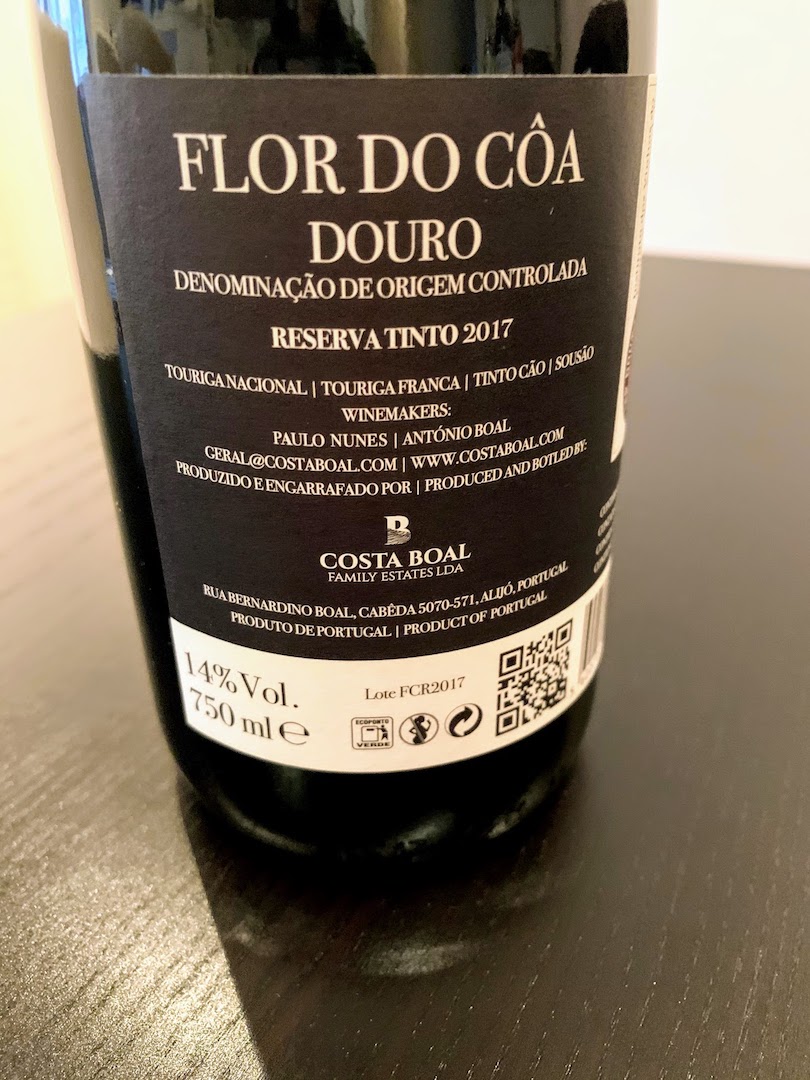 FLOR DO CÔA
DOURO
DENOMINAÇÃO DE ORIGEM CONTROLADA
RESERVA TINTO 2017
TOURIGA NACIONAL | TOURIGA FRANCA | TINTO CÃO | SOUSÃO
WINEMAKERS:
PAULO NUNES | ANTÓNIO BOAL
GERAL@COSTABOAL.COM | WWW.COSTABOAL.COM
PRODUZIDO E ENGARRAFADO POR | PRODUCED AND BOTLED BY:
B
COSTA BOAL
FAMILY ESTATES LDA
RUA BERNARDINO BOAL, CABÊDA 5070-571, ALIJÓ, PORTUGAL
PRODUTO DE PORTUGAL | PRODUCT OF PORTUGAL
14% Vol.
750 ml ℮
Lote FCR2017
ECOPONTO
VERDE